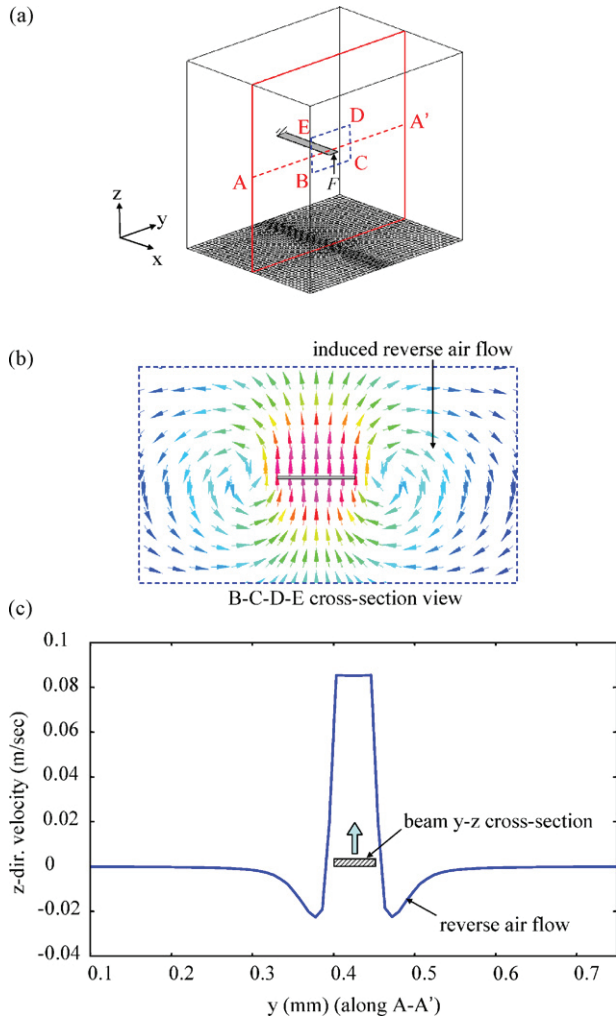 (a)
D
E
A'
A
B
C
F
z
y
x
(b)
induced reverse air flow
B-C-D-E cross-section view
(c)
0.1
0.08
0.06
0.04
0.02
0
-0.02
-0.04
z-dir. velocity (m/sec)
beam y-z cross-section
reverse air flow
0.1 0.2 0.3 0.4 0.5 0.6 0.7
y (mm) (along A-A')